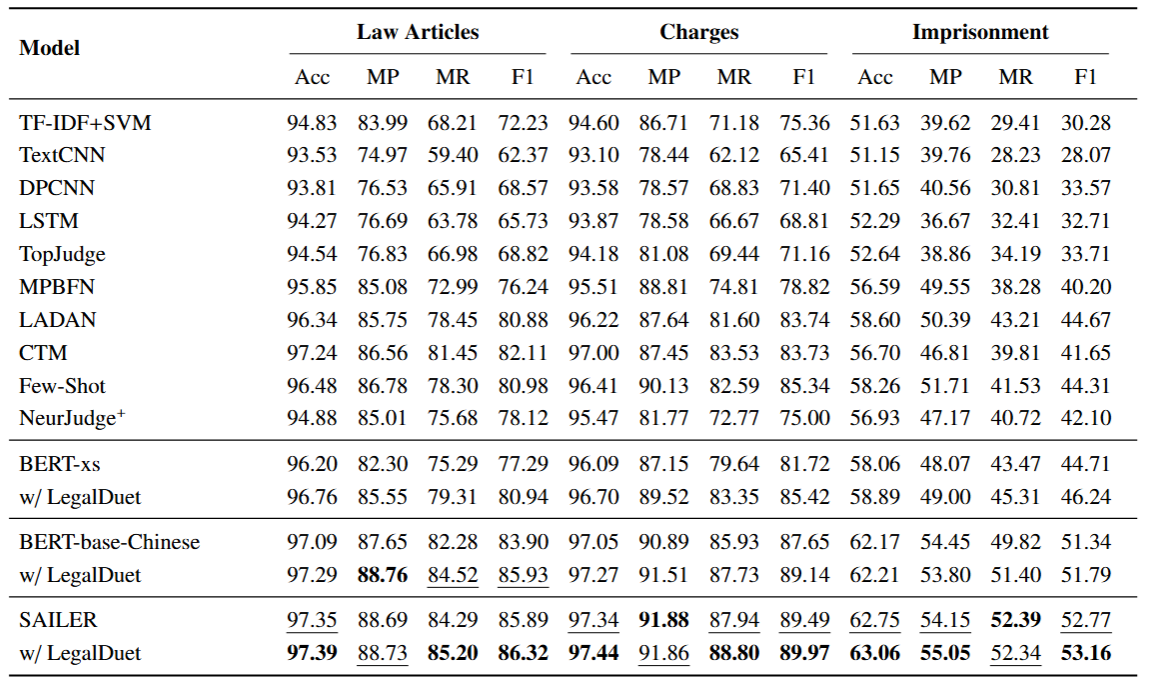 Model Law Articles Charges Imprisonment
Acc MP MR F1 Acc MP MR F1 Acc MP MR F1
TF-IDF+SVM 94.83 83.99 68.21 72.23 94.60 86.71 71.18 75.36 51.63 39.62 29.41 30.28
TextCNN 93.53 74.97 59.40 62.37 93.10 78.44 62.12 65.41 51.15 39.76 28.23 28.07
DPCNN 93.81 76.53 65.91 68.57 93.58 78.57 68.83 71.40 51.65 40.56 30.81 33.57
LSTM 94.27 76.69 63.78 65.73 93.87 78.58 66.67 68.81 52.29 36.67 32.41 32.71
TopJudge 94.54 76.83 66.98 68.82 94.18 81.08 69.44 71.16 52.64 38.86 34.19 33.71
MPBFN 95.85 85.08 72.99 76.24 95.51 88.81 74.81 78.82 56.59 49.55 38.28 40.20
LADAN 96.34 85.75 78.45 80.88 96.22 87.64 81.60 83.74 58.60 50.39 43.21 44.67
CTM 97.24 86.56 81.45 82.11 97.00 87.45 83.53 83.73 56.70 46.81 39.81 41.65
Few-Shot 96.48 86.78 78.30 80.98 96.41 90.13 82.59 85.34 58.26 51.71 41.53 44.31
NeurJudge⁺ 94.88 85.01 75.68 78.12 95.47 81.77 72.77 75.00 56.93 47.17 40.72 42.10
BERT-xs 96.20 82.30 75.29 77.29 96.09 87.15 79.64 81.72 58.06 48.07 43.47 44.71
w/ LegalDuet 96.76 85.55 79.31 80.94 96.70 89.52 83.35 85.42 58.89 49.00 45.31 46.24
BERT-base-Chinese 97.09 87.65 82.28 83.90 97.05 90.89 85.93 87.65 62.17 54.45 49.82 51.34
w/ LegalDuet 97.29 88.76 84.52 85.93 97.27 91.51 87.73 89.14 62.21 53.80 51.40 51.79
SAILER 97.35 88.69 84.29 85.89 97.34 91.88 87.94 89.49 62.75 54.15 52.39 52.77
w/ LegalDuet 97.39 88.73 85.20 86.32 97.44 91.86 88.80 89.97 63.06 55.05 52.34 53.16